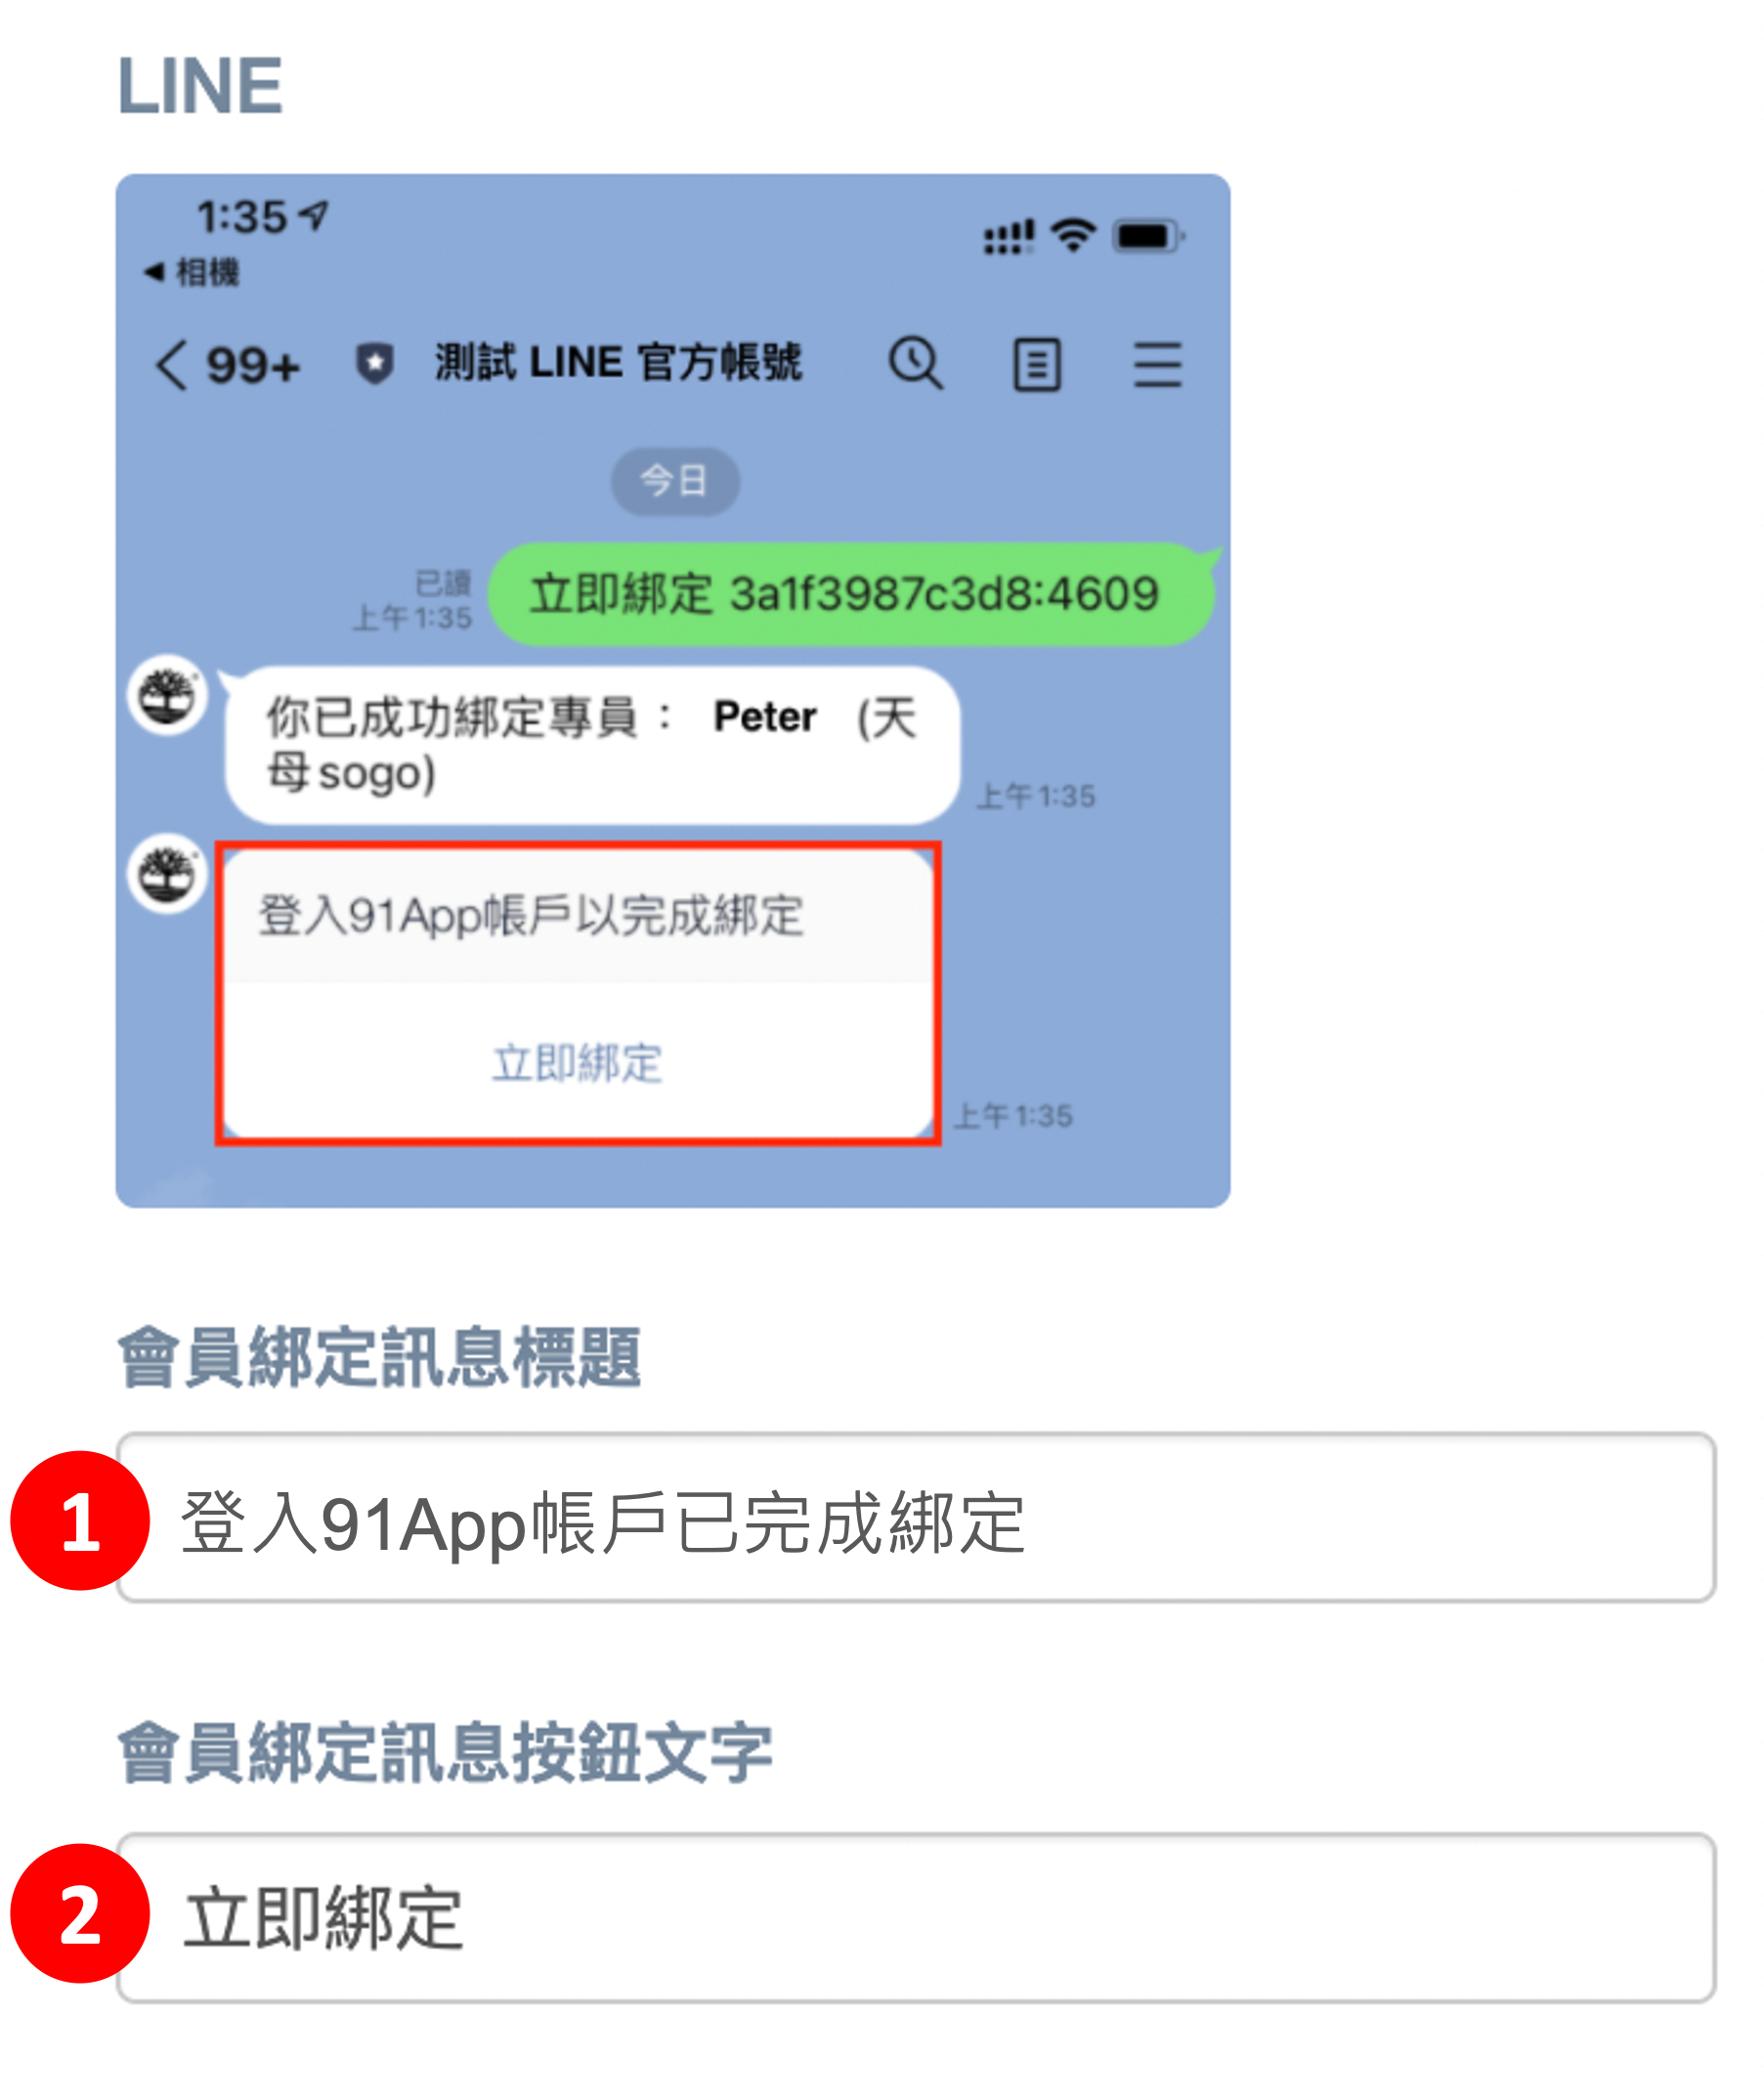 LINE
1:35
◀ 相機
99+ 測試 LINE 官方帳號
今日
立即綁定 3a1f3987c3d8:4609
已讀
上午 1:35
你已成功綁定專員： Peter (天
母 sogo)
上午 1:35
登入91App帳戶以完成綁定
立即綁定
上午 1:35
會員綁定訊息標題
1 登入91App帳戶已完成綁定
會員綁定訊息按鈕文字
2 立即綁定